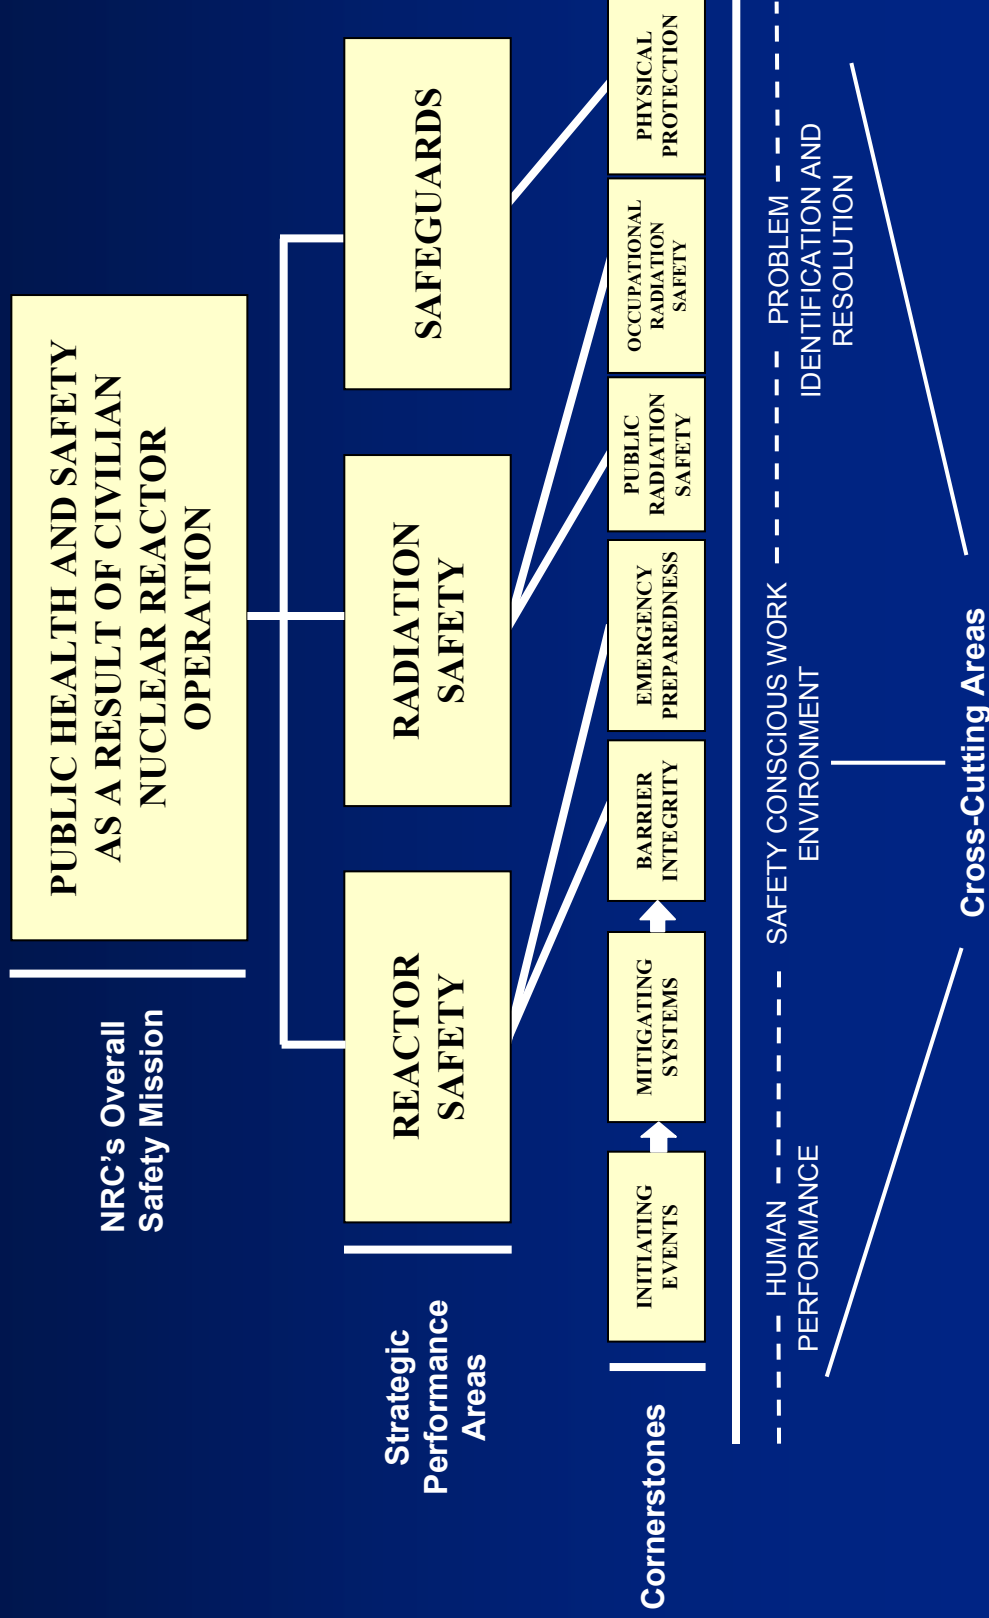 NRC's Overall
Safety Mission
PUBLIC HEALTH AND SAFETY
AS A RESULT OF CIVILIAN
NUCLEAR REACTOR
OPERATION
Strategic
Performance
Areas
REACTOR
SAFETY
RADIATION
SAFETY
SAFEGUARDS
Cornerstones
INITIATING
EVENTS
MITIGATING
SYSTEMS
BARRIER
INTEGRITY
EMERGENCY
PREPAREDNESS
PUBLIC
RADIATION
SAFETY
OCCUPATIONAL
RADIATION
SAFETY
PHYSICAL
PROTECTION
HUMAN
PERFORMANCE
SAFETY CONSCIOUS WORK
ENVIRONMENT
PROBLEM
IDENTIFICATION AND
RESOLUTION
Cross-Cutting Areas